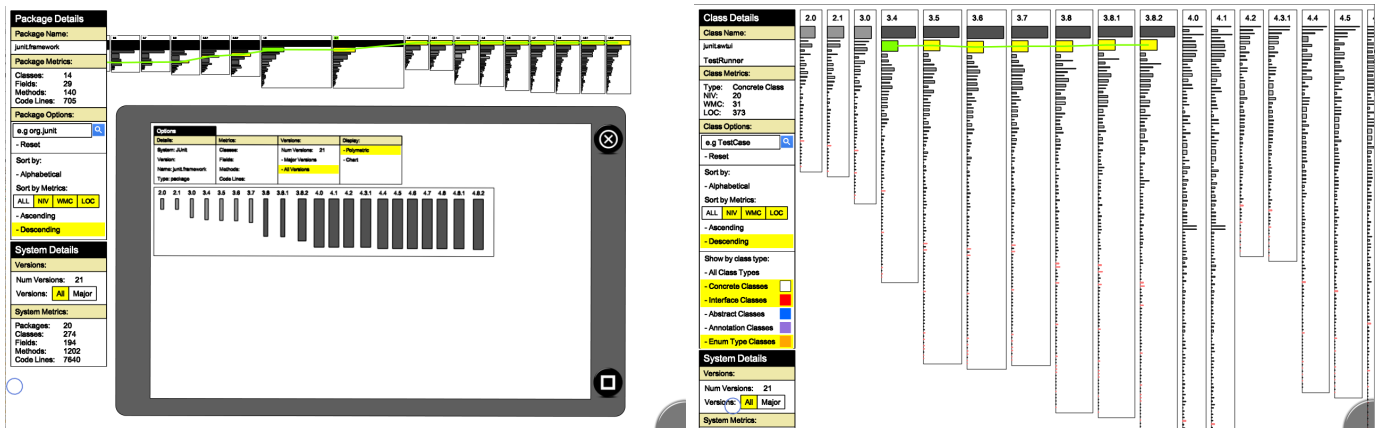 Package Details
Package Name:
junit.framework
Package Metrics:
Classes: 14
Fields: 29
Methods: 140
Code Lines: 705
Package Options:
e.g org.junit
- Reset
Sort by:
- Alphabetical
Sort by Metrics:
ALL NIV WMC LOC
- Ascending
- Descending
System Details
Versions:
Num Versions: 21
Versions: All Major
System Metrics:
Packages: 20
Classes: 274
Fields: 194
Methods: 1202
Code Lines: 7640
Options
Details: Metrics: Versions: Display:
System: JUnit Classes: Num Versions: 21 - Polymetric
Version: Fields: - Major Versions - Chart
Name: junit.framework Methods: - All Versions
Type: package Code Lines:
2.0 2.1 3.0 3.4 3.5 3.6 3.7 3.8 3.8.1 3.8.2 4.0 4.1 4.2 4.3.1 4.4 4.5 4.6 4.7 4.8 4.8.1 4.8.2
Class Details
Class Name:
junit.awtui
TestRunner
Class Metrics:
Type: Concrete Class
NIV: 20
WMC: 31
LOC: 373
Class Options:
e.g TestCase
- Reset
Sort by:
- Alphabetical
Sort by Metrics:
ALL NIV WMC LOC
- Ascending
- Descending
Show by class type:
- All Class Types
- Concrete Classes
- Interface Classes
- Abstract Classes
- Annotation Classes
- Enum Type Classes
System Details
Versions:
Num Versions: 21
Versions: All Major
System Metrics:
2.0 2.1 3.0 3.4 3.5 3.6 3.7 3.8 3.8.1 3.8.2 4.0 4.1 4.2 4.3.1 4.4 4.5